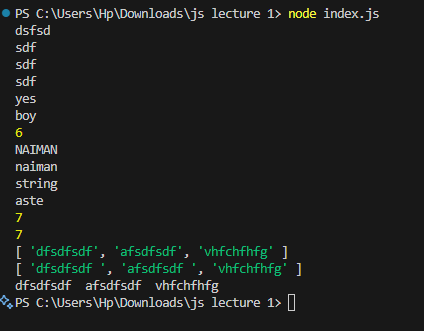 PS C:\Users\Hp\Downloads\js lecture 1> node index.js
dsfsd
sdf
sdf
sdf
yes
boy
6
NAIMAN
naiman
string
aste
7
7
[ 'dfsdfsdf', 'afsdfsdf', 'vhfchfhfg' ]
[ 'dfsdfsdf ', 'afsdfsdf ', 'vhfchfhfg' ]
dfsdfsdf  afsdfsdf  vhfchfhfg
PS C:\Users\Hp\Downloads\js lecture 1>